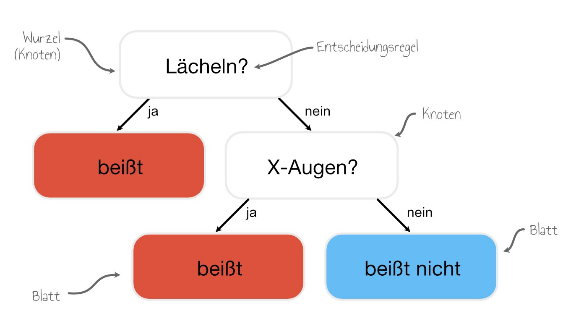 Wurzel
(Knoten)
Lächeln?
Entscheidungsregel
ja
nein
Knoten
beißt
X-Augen?
ja
nein
Blatt
beißt
beißt nicht
Blatt